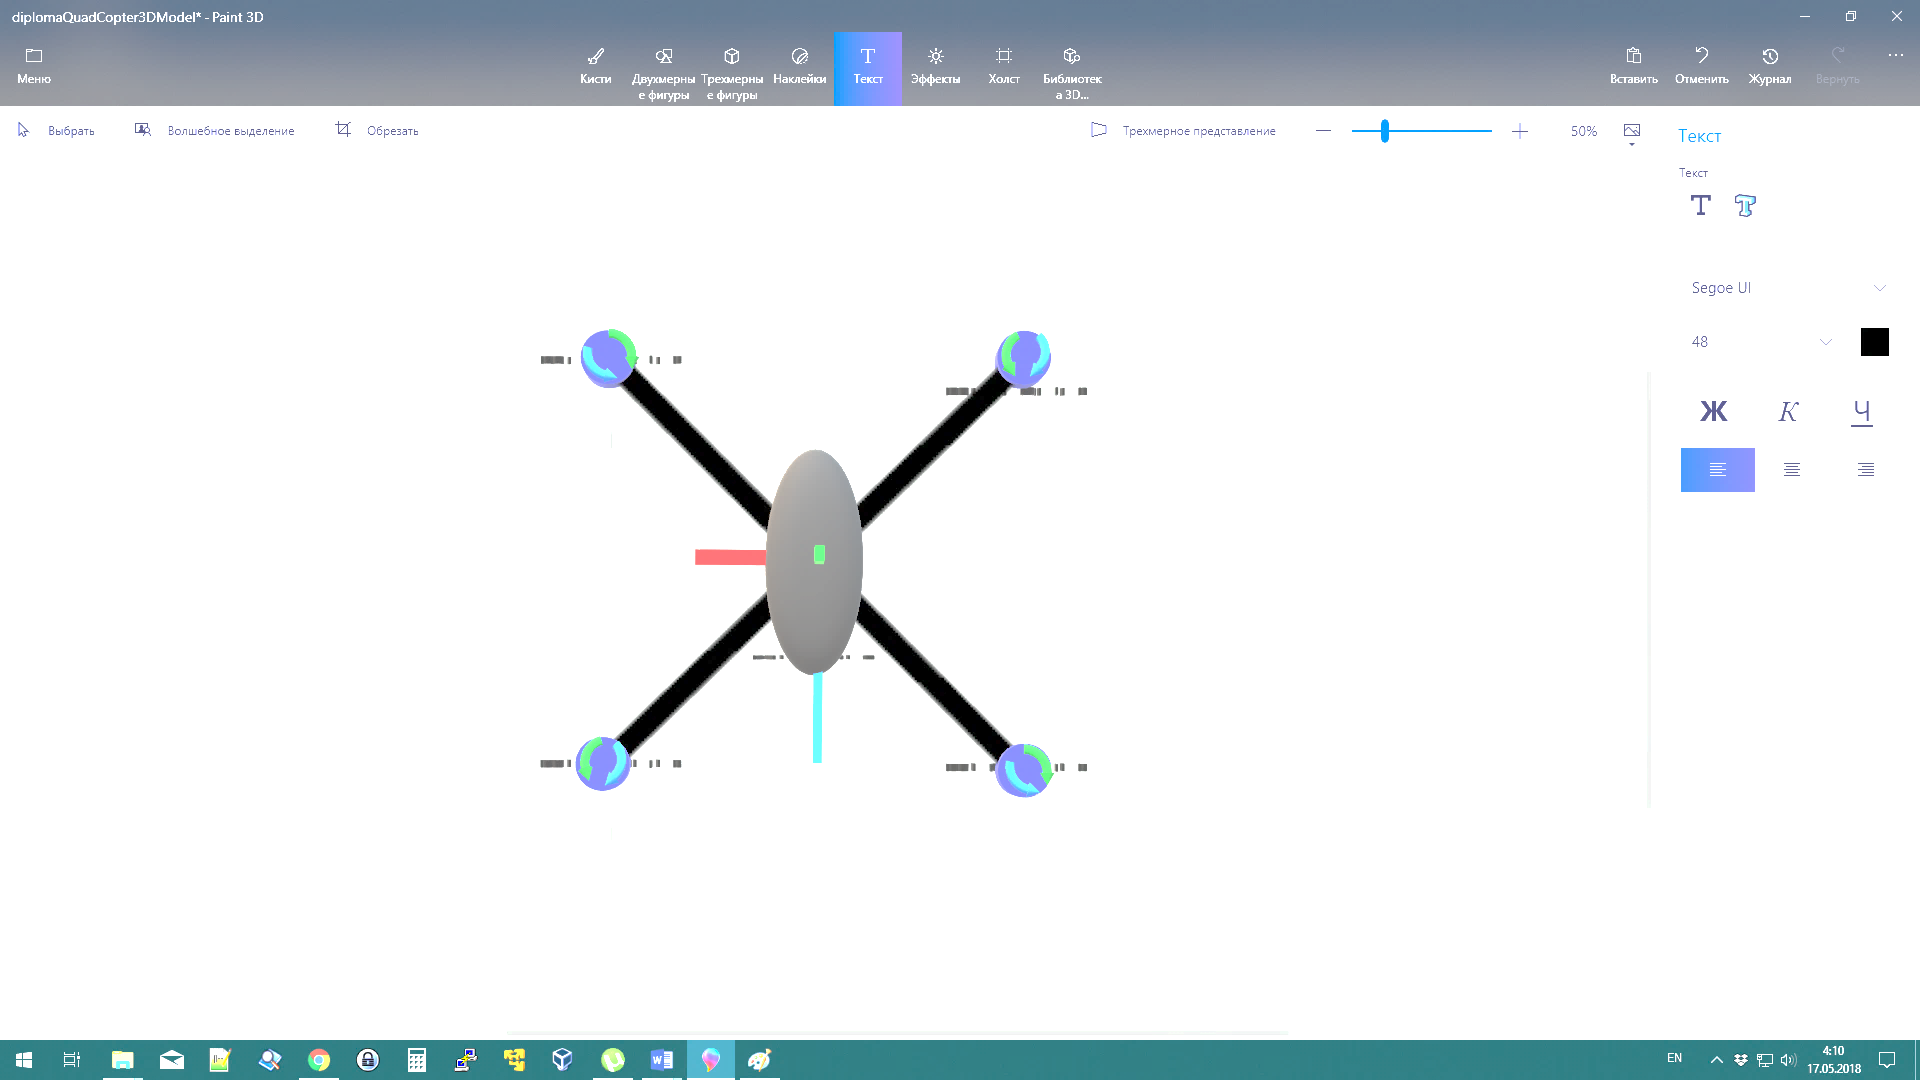 diplomaQuadCopter3DModel* - Paint 3D
Меню
Кисти
Двухмерны
е фигуры
Трехмерны
е фигуры
Наклейки
Текст
Эффекты
Холст
Библиотек
а 3D...
Вставить
Отменить
Журнал
Вернуть
Выбрать
Волшебное выделение
Обрезать
Трехмерное представление
50%
Текст
Текст
Segoe UI
48
Ж
К
Ч
EN
4:10
17.05.2018